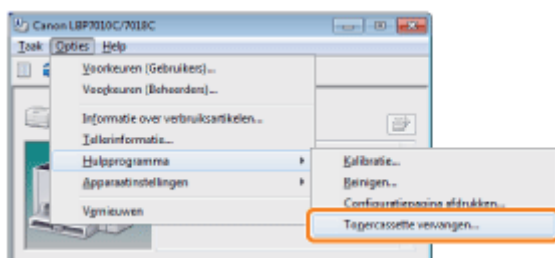 Canon LBP7010C/7018C
Taak Opties Help
Voorkeuren (Gebruikers)...
Voorkeuren (Beheerders)...
Informatie over verbruiksartikelen...
Tellerinformatie...
Hulpprogramma
Kalibratie...
Apparaatinstellingen
Reinigen...
Configuratiepagina afdrukken...
Vernieuwen
Tonercassette vervangen...